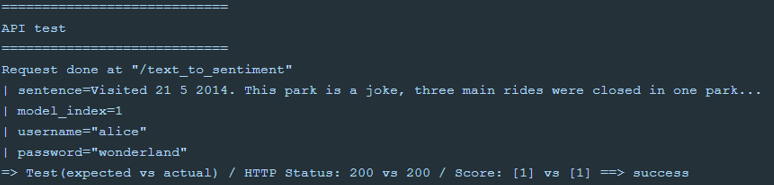 ============================
API test
============================
Request done at "/text_to_sentiment"
| sentence=Visited 21 5 2014. This park is a joke, three main rides were closed in one park...
| model_index=1
| username="alice"
| password="wonderland"
=> Test(expected vs actual) / HTTP Status: 200 vs 200 / Score: [1] vs [1] ==> success